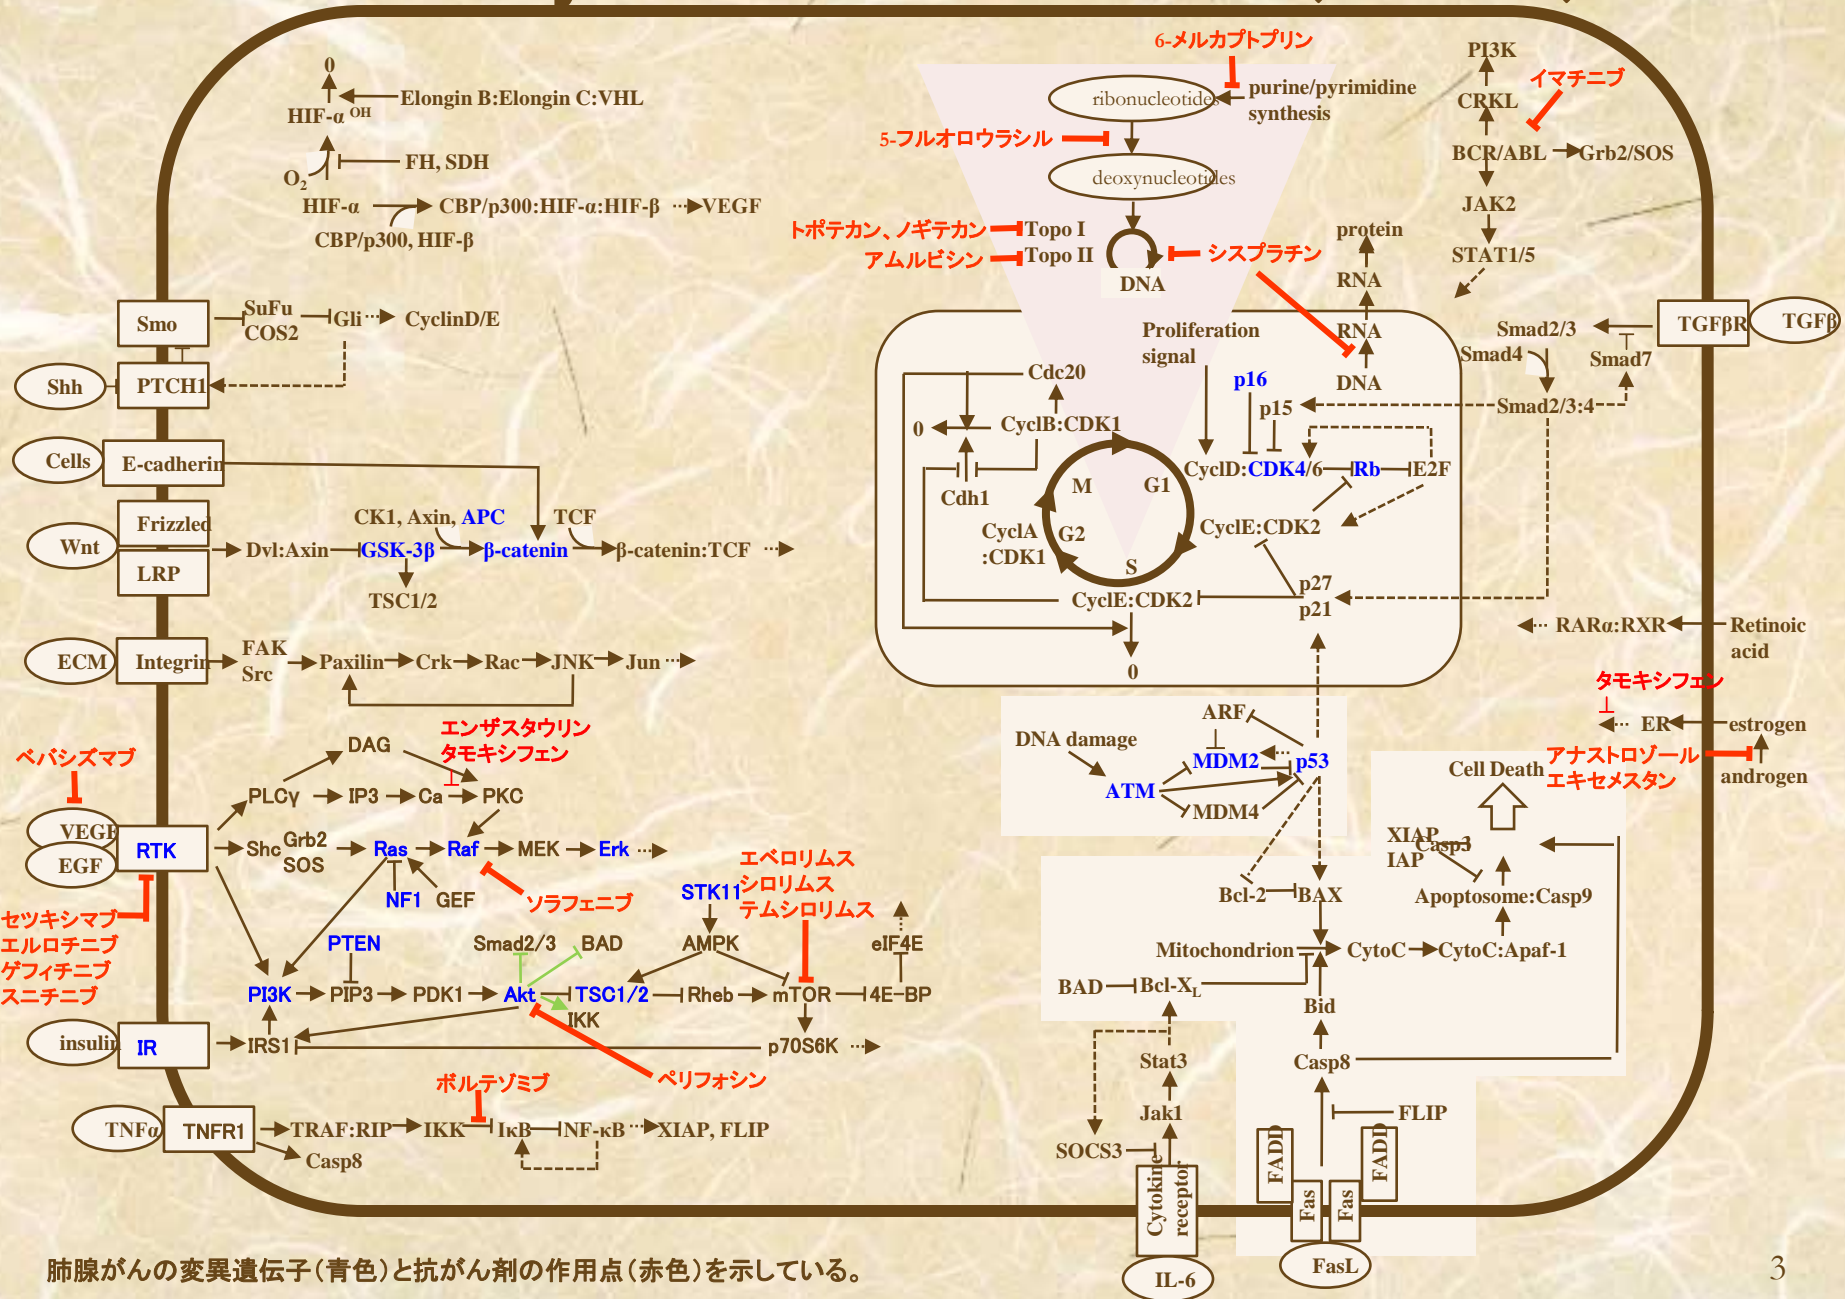 0
Elongin B:Elongin C:VHL
HIF-α OH
FH, SDH
O2
HIF-α
CBP/p300:HIF-α:HIF-β
VEGF
CBP/p300, HIF-β
6-メルカプトプリン
ribonucleotides
purine/pyrimidine
synthesis
5-フルオロウラシル
deoxynucleotides
トポテカン、ノギテカン
Topo I
アムルビシン
Topo II
DNA
シスプラチン
protein
RNA
RNA
DNA
PI3K
イマチニブ
CRKL
BCR/ABL
Grb2/SOS
JAK2
STAT1/5
Smo
SuFu
COS2
Gli
CyclinD/E
Shh
PTCH1
Cells
E-cadherin
Frizzled
Wnt
LRP
CK1, Axin, APC
TCF
Dvl:Axin
GSK-3β
β-catenin
β-catenin:TCF
TSC1/2
ECM
Integrin
FAK
Src
Paxilin
Crk
Rac
JNK
Jun
Proliferation
signal
Cdc20
p16
p15
0
CyclB:CDK1
CyclD:CDK4/6
Rb
E2F
Cdh1
M
G1
CyclA
:CDK1
G2
S
CyclE:CDK2
CyclE:CDK2
p27
p21
0
Smad2/3
TGFβR
TGFβ
Smad4
Smad7
Smad2/3:4
RARα:RXR
Retinoic
acid
タモキシフェン
ER
estrogen
アナストロゾール
エキセメスタン
androgen
エンザスタウリン
タモキシフェン
ベバシズマブ
DAG
PLCγ
IP3
Ca
PKC
VEGF
EGF
RTK
Shc
Grb2
SOS
Ras
Raf
MEK
Erk
NF1
GEF
ソラフェニブ
セツキシマブ
エルロチニブ
ゲフィチニブ
スニチニブ
STK11
エベロリムス
シロリムス
テムシロリムス
PTEN
Smad2/3
BAD
AMPK
eIF4E
PI3K
PIP3
PDK1
Akt
TSC1/2
Rheb
mTOR
4E-BP
IKK
insulin
IR
IRS1
p70S6K
ペリフォシン
ボルテゾミブ
TNFα
TNFR1
TRAF:RIP
IKK
IκB
NF-κB
XIAP, FLIP
Casp8
ARF
DNA damage
MDM2
p53
ATM
MDM4
Cell Death
XIAP
IAP
Casp3
Bcl-2
BAX
Apoptosome:Casp9
Mitochondrion
CytoC
CytoC:Apaf-1
BAD
Bcl-XL
Bid
Stat3
Casp8
Jak1
FLIP
SOCS3
Cytokine
receptor
FADD
FADD
Fas
Fas
IL-6
FasL
肺腺がんの変異遺伝子（青色）と抗がん剤の作用点（赤色）を示している。
3